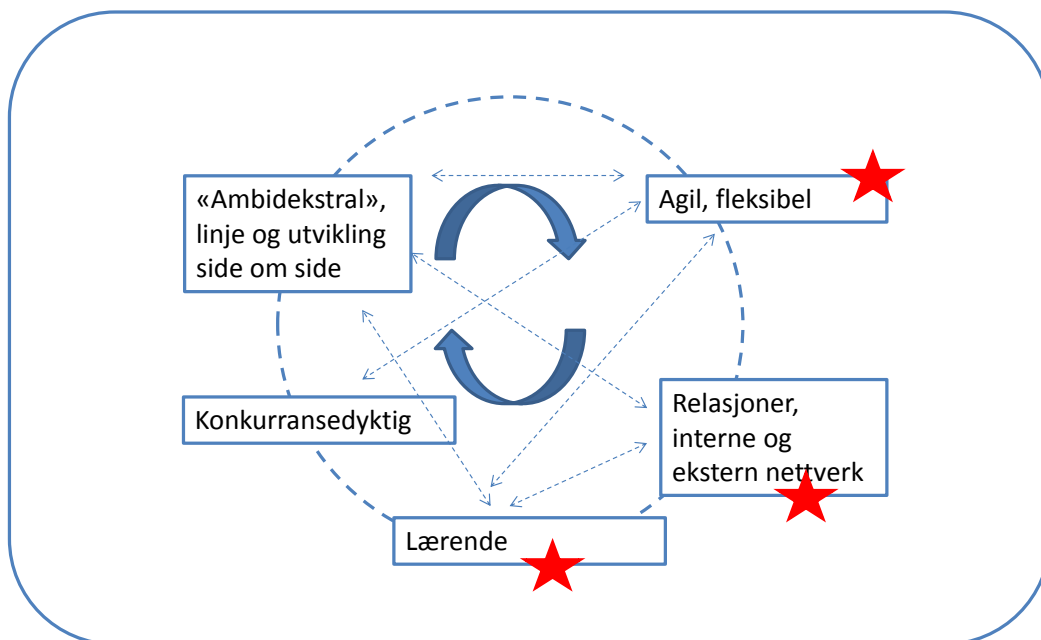 «Ambidekstral»,
linje og utvikling
side om side
Agil, fleksibel
Konkurransedyktig
Relasjoner,
interne og
ekstern nettverk
Lærende